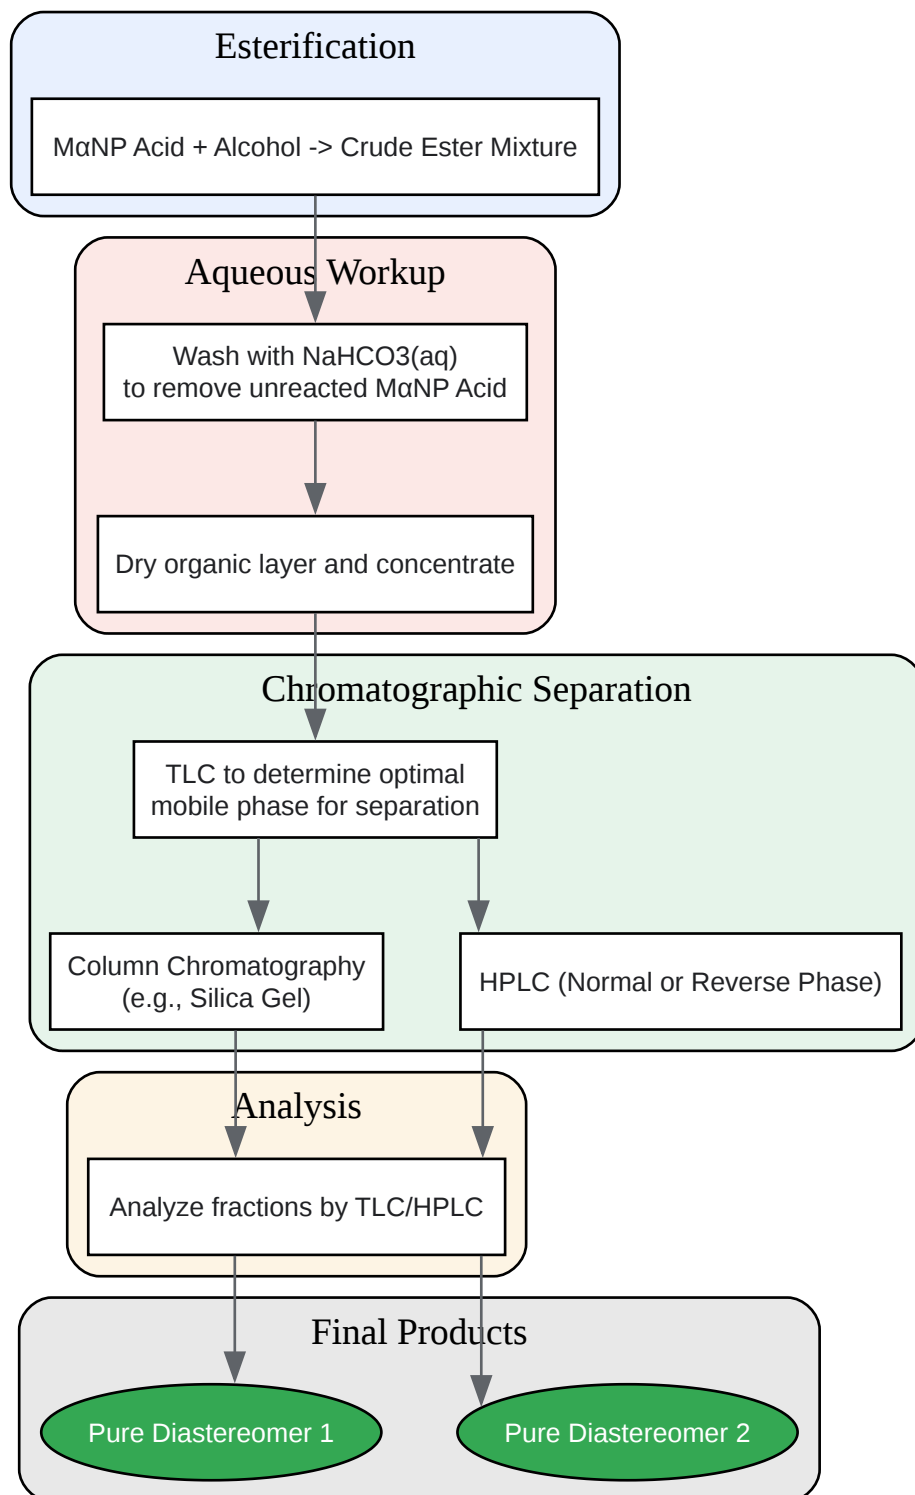 Esterification
MαNP Acid + Alcohol -> Crude Ester Mixture
Aqueous Workup
Wash with NaHCO3(aq)
to remove unreacted MαNP Acid
Dry organic layer and concentrate
Chromatographic Separation
TLC to determine optimal
mobile phase for separation
Column Chromatography
(e.g., Silica Gel)
HPLC (Normal or Reverse Phase)
Analysis
Analyze fractions by TLC/HPLC
Final Products
Pure Diastereomer 1
Pure Diastereomer 2